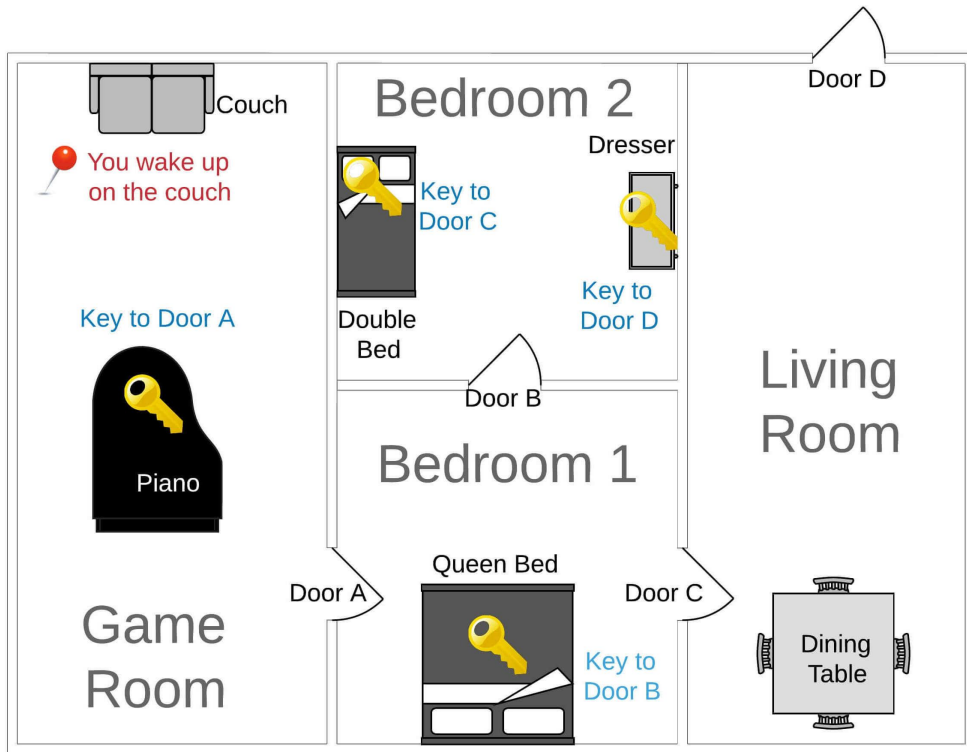 Door D
Bedroom 2
Couch
Dresser
You wake up
on the couch
Key to
Door C
Key to
Door D
Key to Door A
Double
Bed
Living
Room
Door B
Bedroom 1
Piano
Queen Bed
Door A
Door C
Game
Room
Key to
Door B
Dining
Table